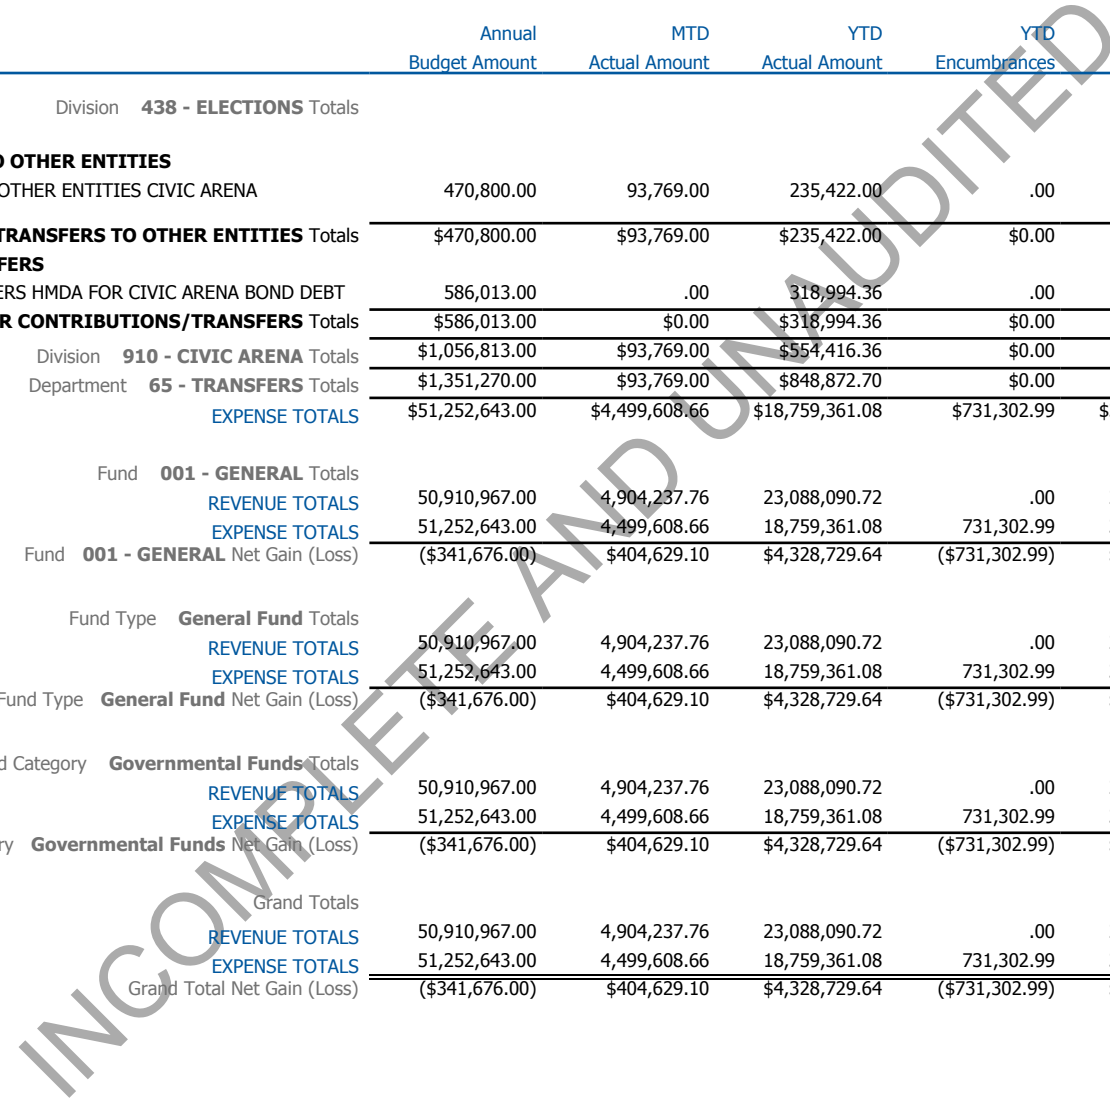 Annual MTD YTD YTD
Budget Amount Actual Amount Actual Amount Encumbrances
Division 438 - ELECTIONS Totals
O OTHER ENTITIES
OTHER ENTITIES CIVIC ARENA 470,800.00 93,769.00 235,422.00 .00
TRANSFERS TO OTHER ENTITIES Totals $470,800.00 $93,769.00 $235,422.00 $0.00
FERS
ERS HMDA FOR CIVIC ARENA BOND DEBT 586,013.00 .00 318,994.36 .00
R CONTRIBUTIONS/TRANSFERS Totals $586,013.00 $0.00 $318,994.36 $0.00
Division 910 - CIVIC ARENA Totals $1,056,813.00 $93,769.00 $554,416.36 $0.00
Department 65 - TRANSFERS Totals $1,351,270.00 $93,769.00 $848,872.70 $0.00
EXPENSE TOTALS $51,252,643.00 $4,499,608.66 $18,759,361.08 $731,302.99 $
Fund 001 - GENERAL Totals
REVENUE TOTALS 50,910,967.00 4,904,237.76 23,088,090.72 .00
EXPENSE TOTALS 51,252,643.00 4,499,608.66 18,759,361.08 731,302.99
Fund 001 - GENERAL Net Gain (Loss) ($341,676.00) $404,629.10 $4,328,729.64 ($731,302.99)
Fund Type General Fund Totals
REVENUE TOTALS 50,910,967.00 4,904,237.76 23,088,090.72 .00
EXPENSE TOTALS 51,252,643.00 4,499,608.66 18,759,361.08 731,302.99
Fund Type General Fund Net Gain (Loss) ($341,676.00) $404,629.10 $4,328,729.64 ($731,302.99)
d Category Governmental Funds Totals
REVENUE TOTALS 50,910,967.00 4,904,237.76 23,088,090.72 .00
EXPENSE TOTALS 51,252,643.00 4,499,608.66 18,759,361.08 731,302.99
ry Governmental Funds Net Gain (Loss) ($341,676.00) $404,629.10 $4,328,729.64 ($731,302.99)
Grand Totals
REVENUE TOTALS 50,910,967.00 4,904,237.76 23,088,090.72 .00
EXPENSE TOTALS 51,252,643.00 4,499,608.66 18,759,361.08 731,302.99
Grand Total Net Gain (Loss) ($341,676.00) $404,629.10 $4,328,729.64 ($731,302.99)
INCOMPLETE AND UNAUDITED